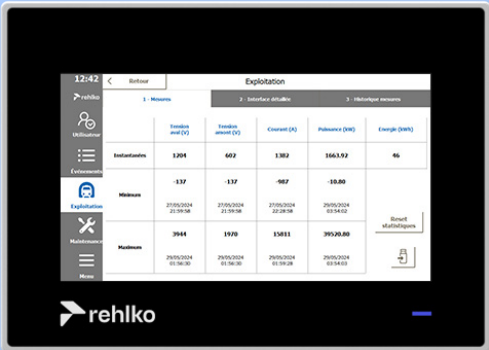 12:42
Retour
Exploitation
rehlko
1 - Mesures
2 - Interface détaillée
3 - Historique mesures
Utilisateur
Tension aval (V)
Tension amont (V)
Courant (A)
Puissance (kW)
Energie (kWh)
Instantanées
1204
602
1382
1663.92
46
Evénements
Exploitation
Minimum
-137
-137
-987
-10.80
27/05/2024
21:59:58
27/05/2024
21:59:58
27/05/2024
22:28:58
29/05/2024
03:54:02
Reset
statistiques
Maintenance
Maximum
3944
1970
15811
39520.80
29/05/2024
01:56:30
29/05/2024
01:56:30
29/05/2024
01:59:28
29/05/2024
03:54:03
Menu
rehlko